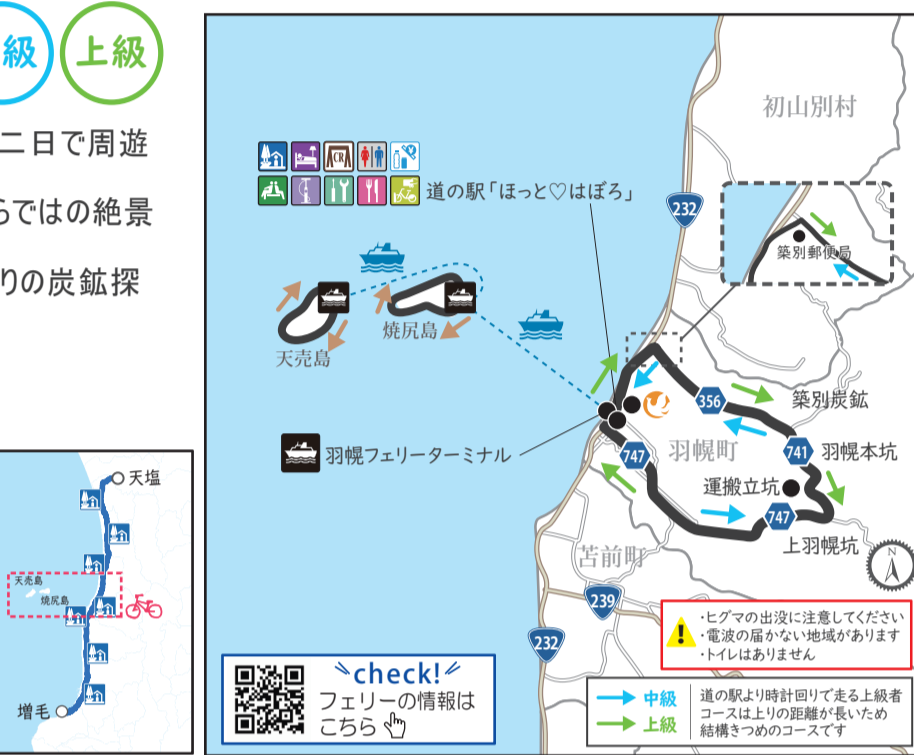 級
上級
二日で周遊
らではの絶景
りの炭鉱探
天塩
天売島
焼尻島
増毛
初山別村
CR
道の駅「ほっと♡はぼろ」
232
築別郵便局
天売島
焼尻島
356
築別炭鉱
羽幌フェリーターミナル
747
羽幌町
741
羽幌本坑
運搬立坑
747
上羽幌坑
N
苫前町
239
232
・ヒグマの出没に注意してください
・電波の届かない地域があります
・トイレはありません
check!
フェリーの情報は
こちら
中級
上級
道の駅より時計回りで走る上級者
コースは上りの距離が長いため
結構きつめのコースです